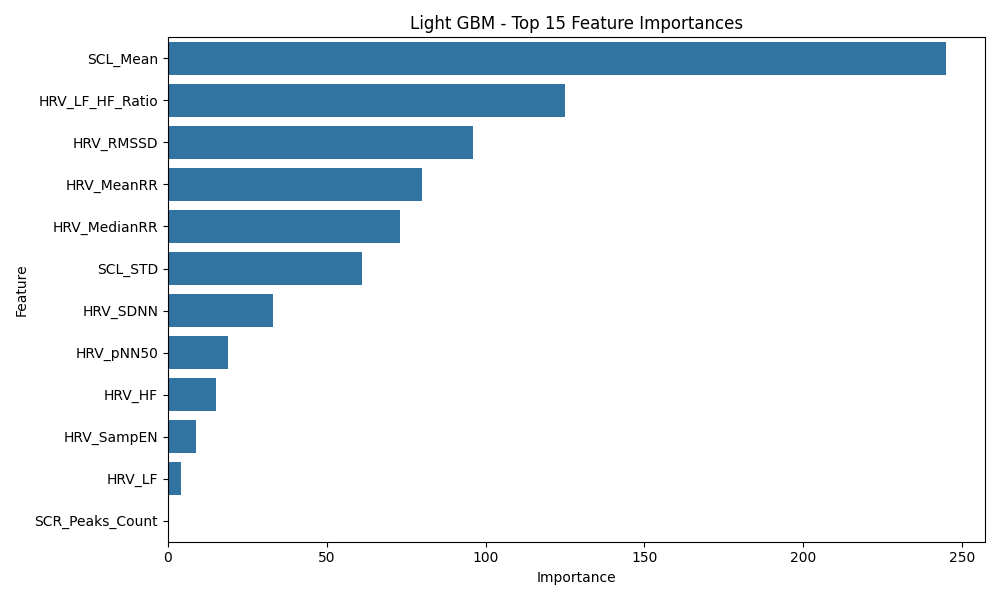 Light GBM - Top 15 Feature Importances
SCL_Mean
HRV_LF_HF_Ratio
HRV_RMSSD
HRV_MeanRR
HRV_MedianRR
SCL_STD
HRV_SDNN
HRV_pNN50
HRV_HF
HRV_SampEN
HRV_LF
SCR_Peaks_Count
Feature
0 50 100 150 200 250
Importance